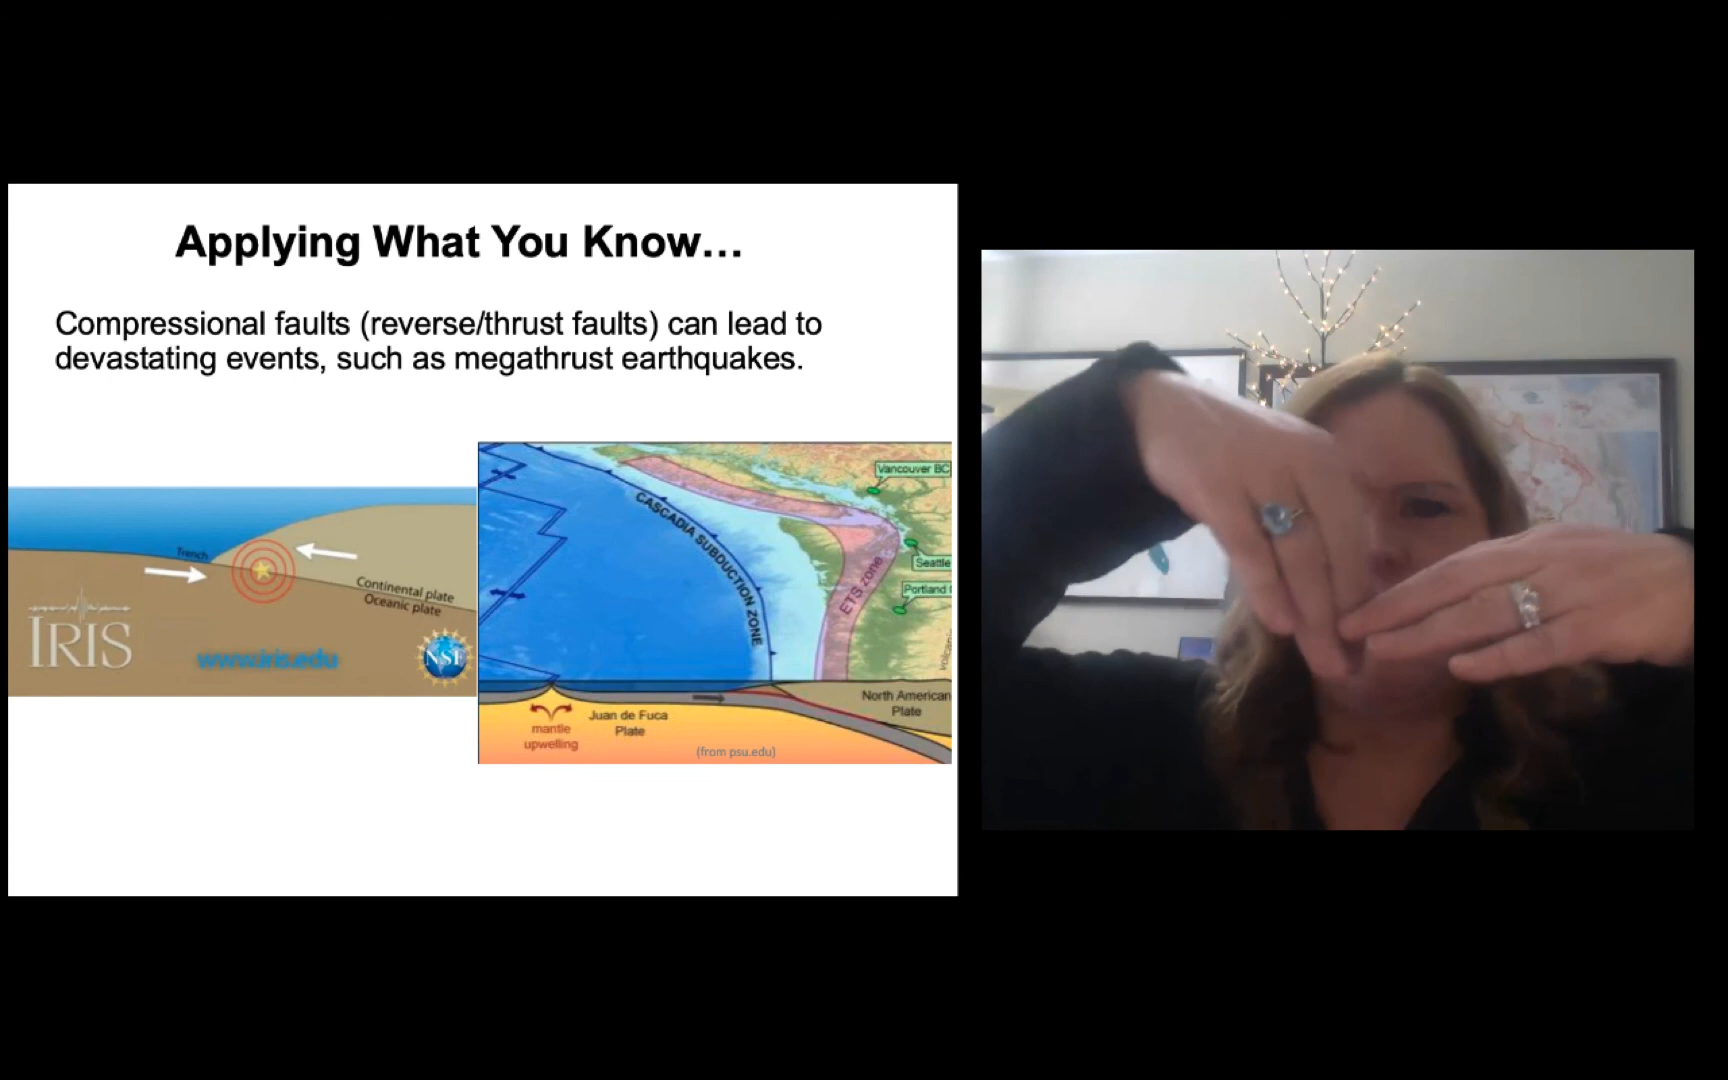 Applying What You Know…
Compressional faults (reverse/thrust faults) can lead to
devastating events, such as megathrust earthquakes.
Trench
Continental plate
Oceanic plate
IRIS
www.iris.edu
NSF
CASCADIA SUBDUCTION ZONE
ETS zone
Vancouver BC
Seattle
Portland
North American
Plate
Juan de Fuca
Plate
mantle
upwelling
(from psu.edu)